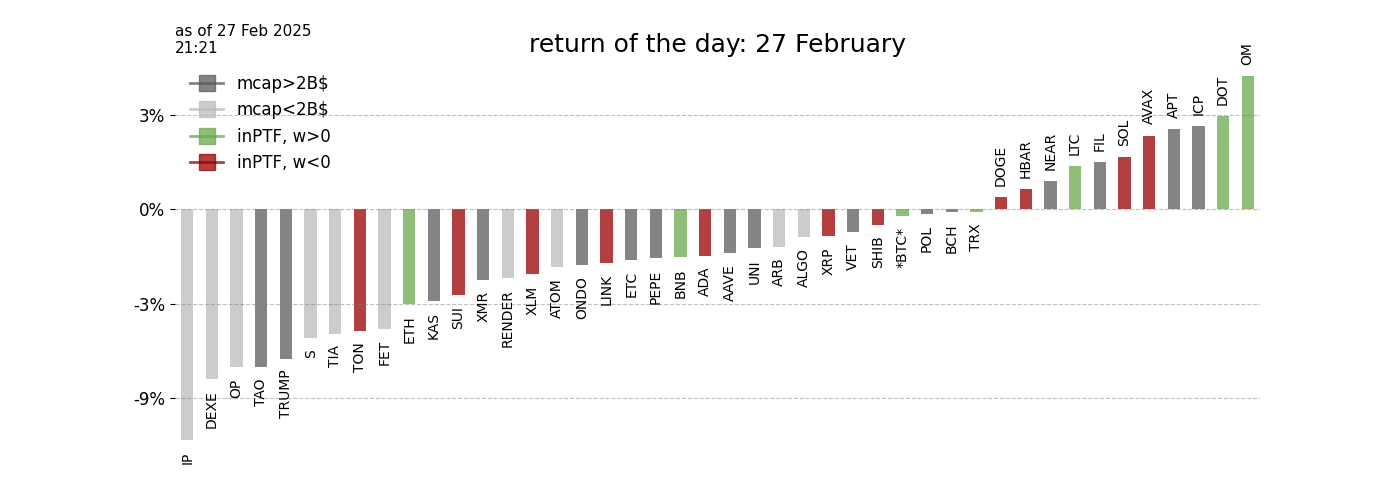 as of 27 Feb 2025
21:21
return of the day: 27 February
mcap>2B$
mcap<2B$
inPTF, w>0
inPTF, w<0
3%
0%
-3%
-9%
IP
DEXE
OP
TAO
TRUMP
S
TIA
TON
FET
ETH
KAS
SUI
XMR
RENDER
XLM
ATOM
ONDO
LINK
ETC
PEPE
BNB
ADA
AAVE
UNI
ARB
ALGO
XRP
VET
SHIB
*BTC*
POL
BCH
TRX
DOGE
HBAR
NEAR
LTC
FIL
SOL
AVAX
APT
ICP
DOT
OM